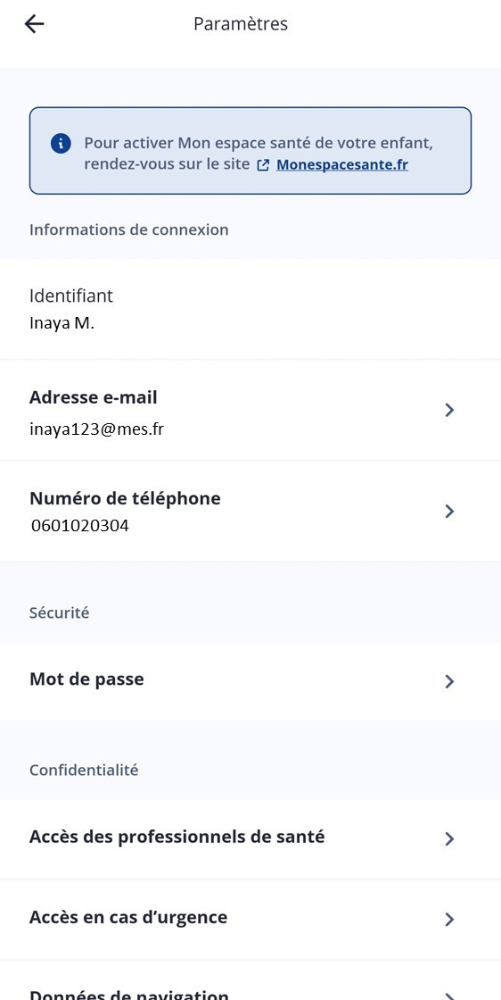 Paramètres
Pour activer Mon espace santé de votre enfant,
rendez-vous sur le site Monespacesante.fr
Informations de connexion
Identifiant
Inaya M.
Adresse e-mail
inaya123@mes.fr
Numéro de téléphone
0601020304
Sécurité
Mot de passe
Confidentialité
Accès des professionnels de santé
Accès en cas d’urgence
Données de navigation